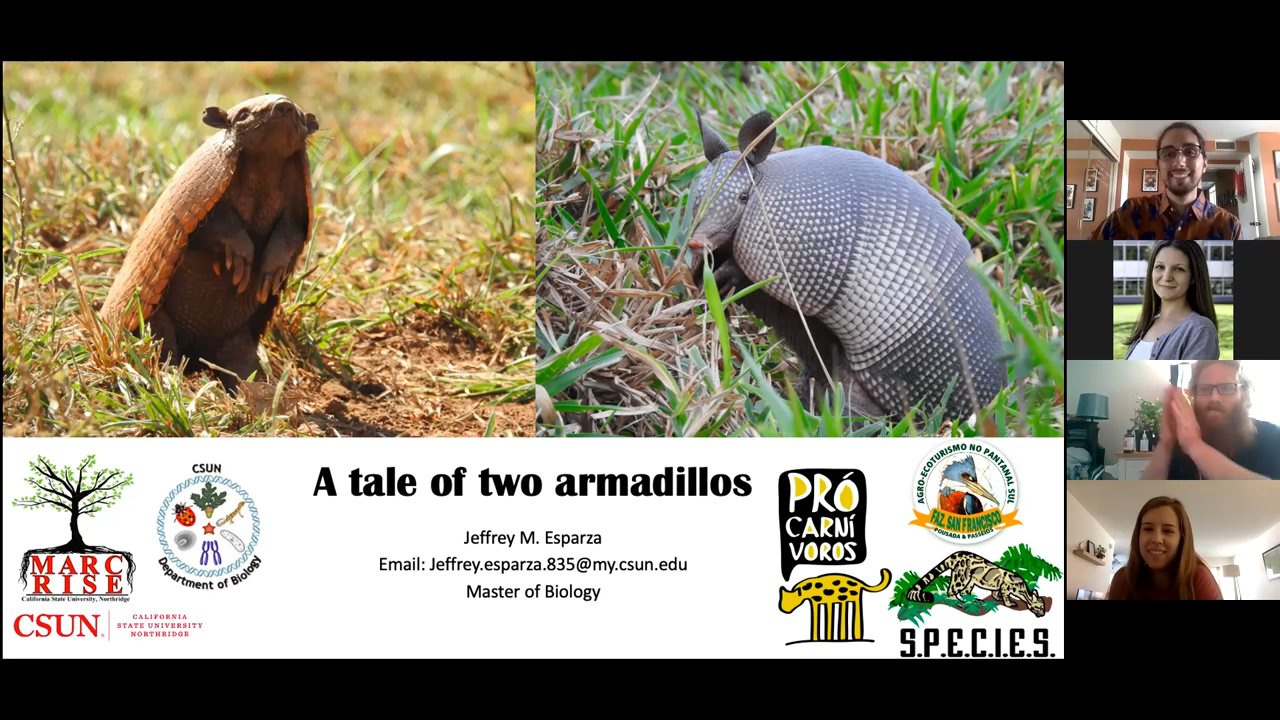 A tale of two armadillos
Jeffrey M. Esparza
Email: Jeffrey.esparza.835@my.csun.edu
Master of Biology
MARC
RISE
California State University, Northridge
CSUN
CALIFORNIA
STATE UNIVERSITY
NORTHRIDGE
CSUN
Department of Biology
PRÓ
CARNÍ
VOROS
AGRO-ECOTURISMO NO PANTANAL SUL
FAZ. SAN FRANCISCO
POUSADA & PASSEIOS
S.P.E.C.I.E.S.